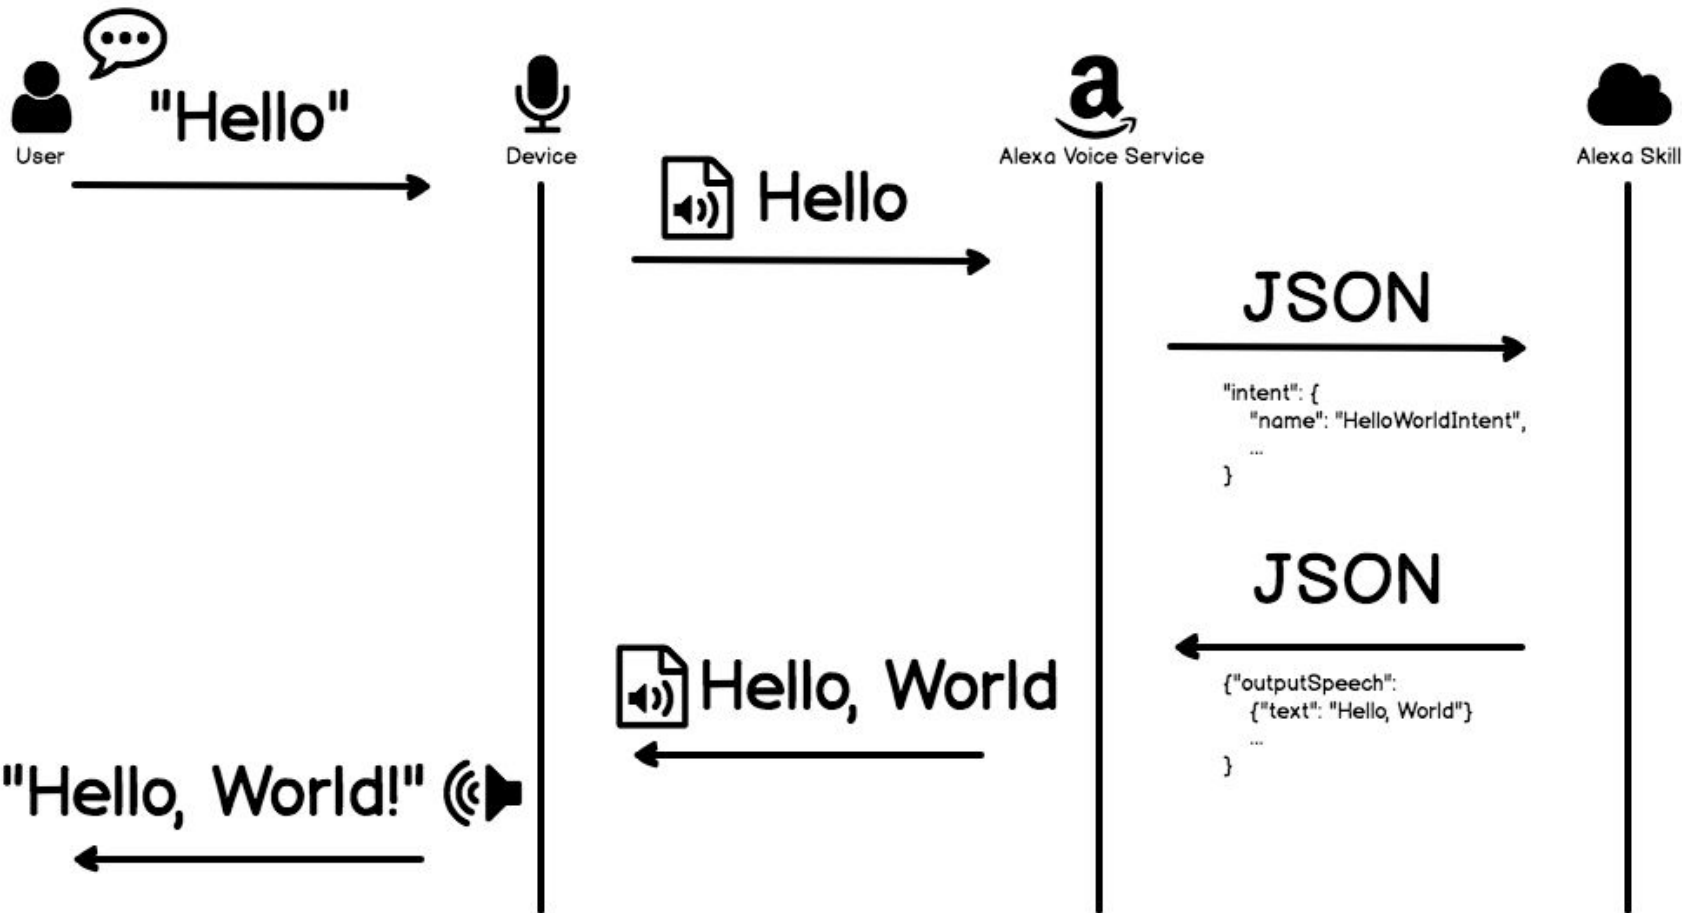 "Hello"
User
Device
Alexa Voice Service
Alexa Skill
Hello
JSON
"intent": {
"name": "HelloWorldIntent",
...
}
JSON
{"outputSpeech":
{"text": "Hello, World"}
...
}
Hello, World
"Hello, World!"